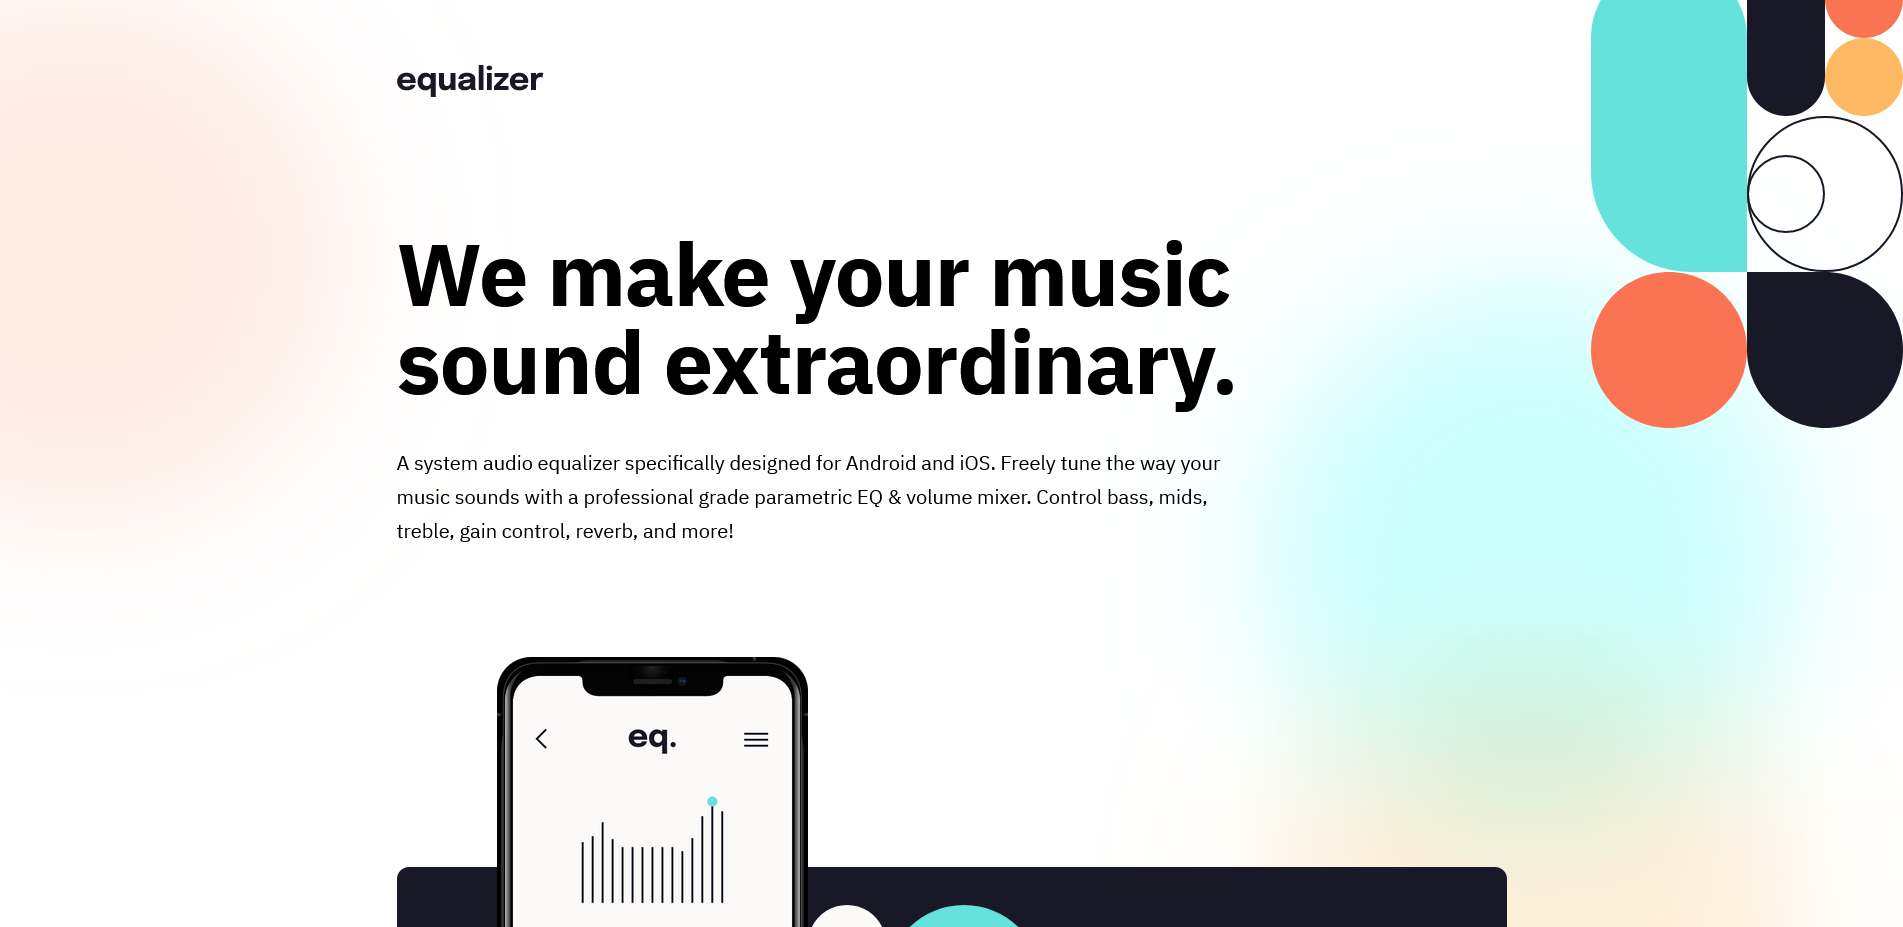 equalizer
We make your music
sound extraordinary.
A system audio equalizer specifically designed for Android and iOS. Freely tune the way your
music sounds with a professional grade parametric EQ & volume mixer. Control bass, mids,
treble, gain control, reverb, and more!
eq.